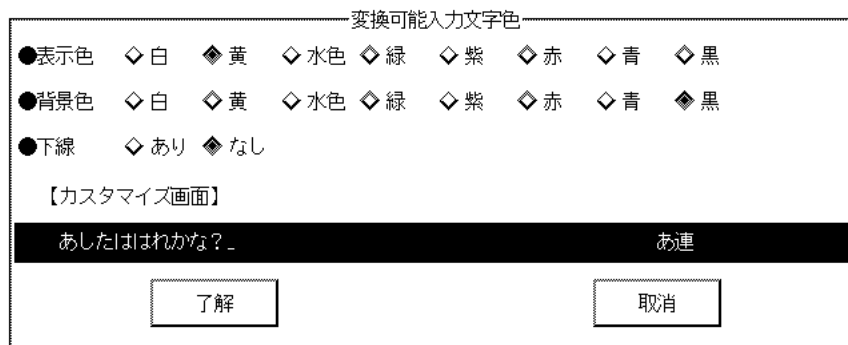 変換可能入力文字色
●表示色 ◇白 ◈黄 ◇水色 ◇緑 ◇紫 ◇赤 ◇青 ◇黒
●背景色 ◇白 ◇黄 ◇水色 ◇緑 ◇紫 ◇赤 ◇青 ◈黒
●下線 ◇あり ◈なし
【カスタマイズ画面】
あしたははれかな?_ あ連
了解 取消